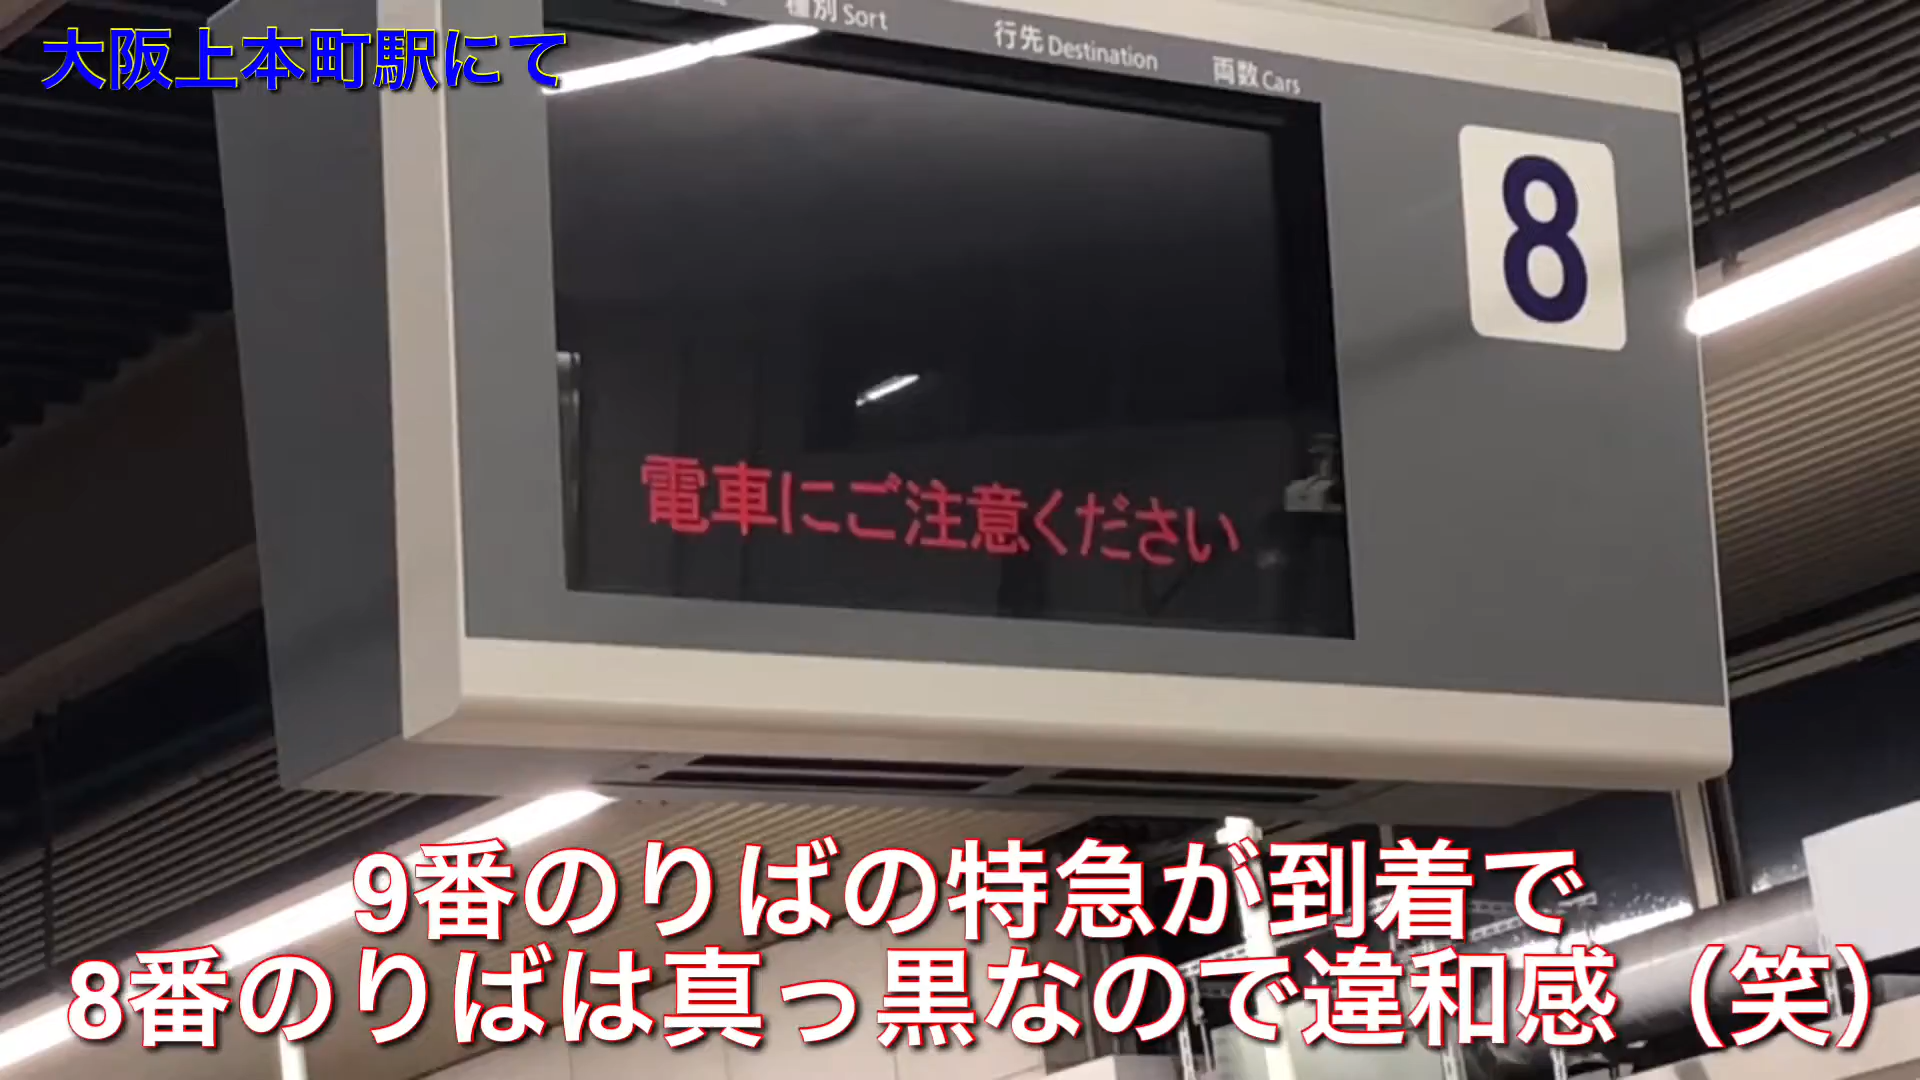 大阪上本町駅にて
種別 Sort
行先 Destination
両数 Cars
8
電車にご注意ください
9番のりばの特急が到着で
8番のりばは真っ黒なので違和感（笑）